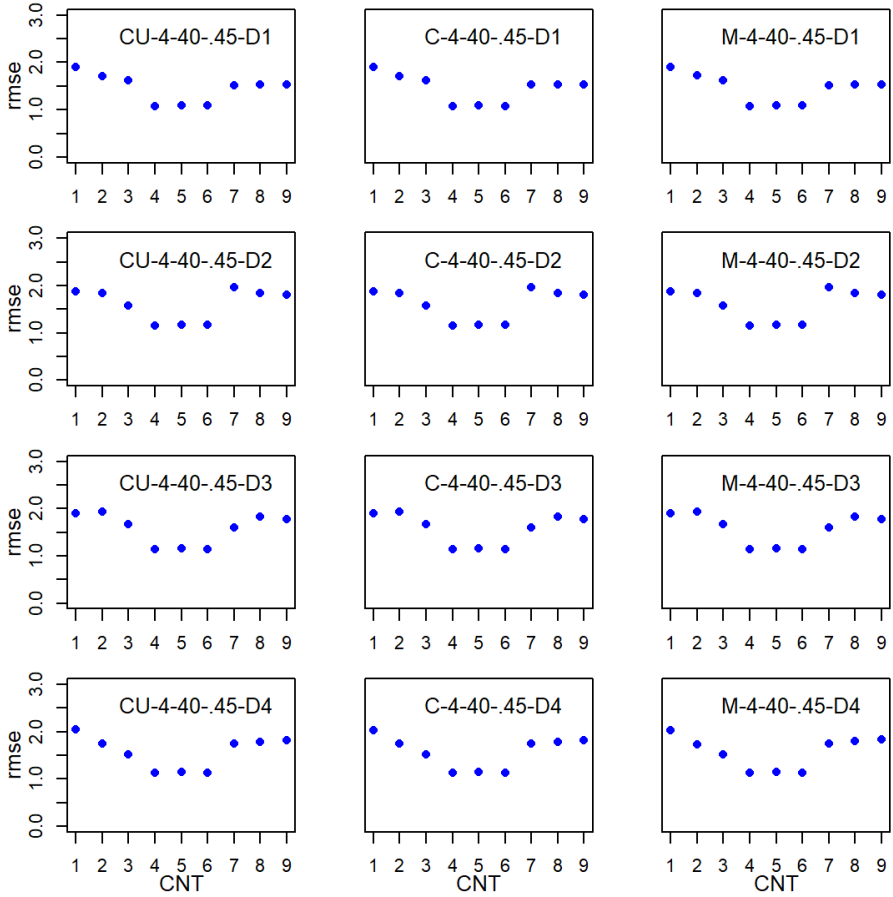 CU-4-40-.45-D1 C-4-40-.45-D1 M-4-40-.45-D1
rmse
3.0
2.0
1.0
0.0
1 2 3 4 5 6 7 8 9 1 2 3 4 5 6 7 8 9 1 2 3 4 5 6 7 8 9
CU-4-40-.45-D2 C-4-40-.45-D2 M-4-40-.45-D2
rmse
3.0
2.0
1.0
0.0
1 2 3 4 5 6 7 8 9 1 2 3 4 5 6 7 8 9 1 2 3 4 5 6 7 8 9
CU-4-40-.45-D3 C-4-40-.45-D3 M-4-40-.45-D3
rmse
3.0
2.0
1.0
0.0
1 2 3 4 5 6 7 8 9 1 2 3 4 5 6 7 8 9 1 2 3 4 5 6 7 8 9
CU-4-40-.45-D4 C-4-40-.45-D4 M-4-40-.45-D4
rmse
3.0
2.0
1.0
0.0
1 2 3 4 5 6 7 8 9 1 2 3 4 5 6 7 8 9 1 2 3 4 5 6 7 8 9
CNT CNT CNT